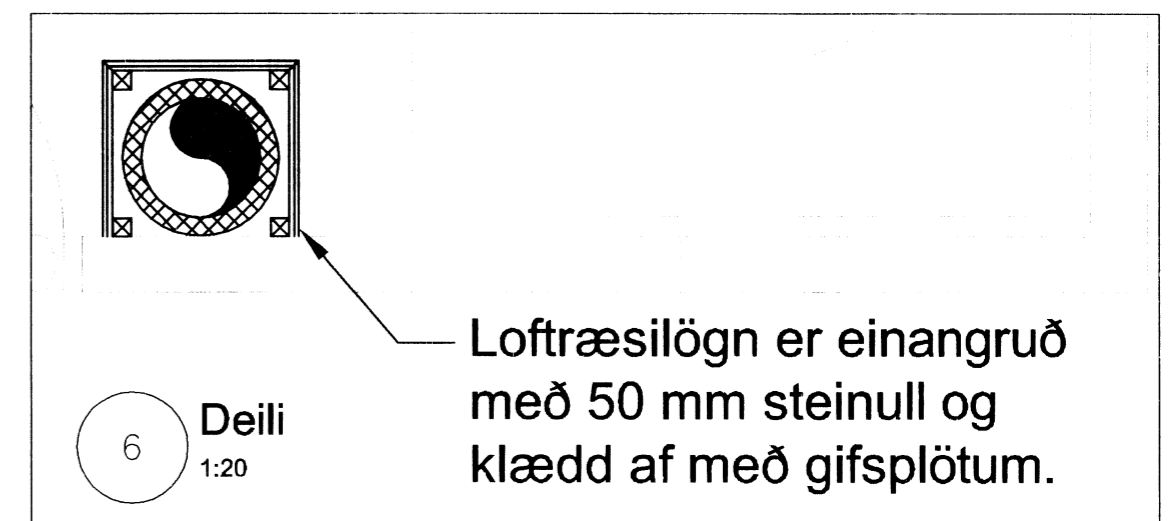 Loftræsilögn er einangruð
með 50 mm steinull og
klædd af með gifsplötum.
6
Deili
1:20